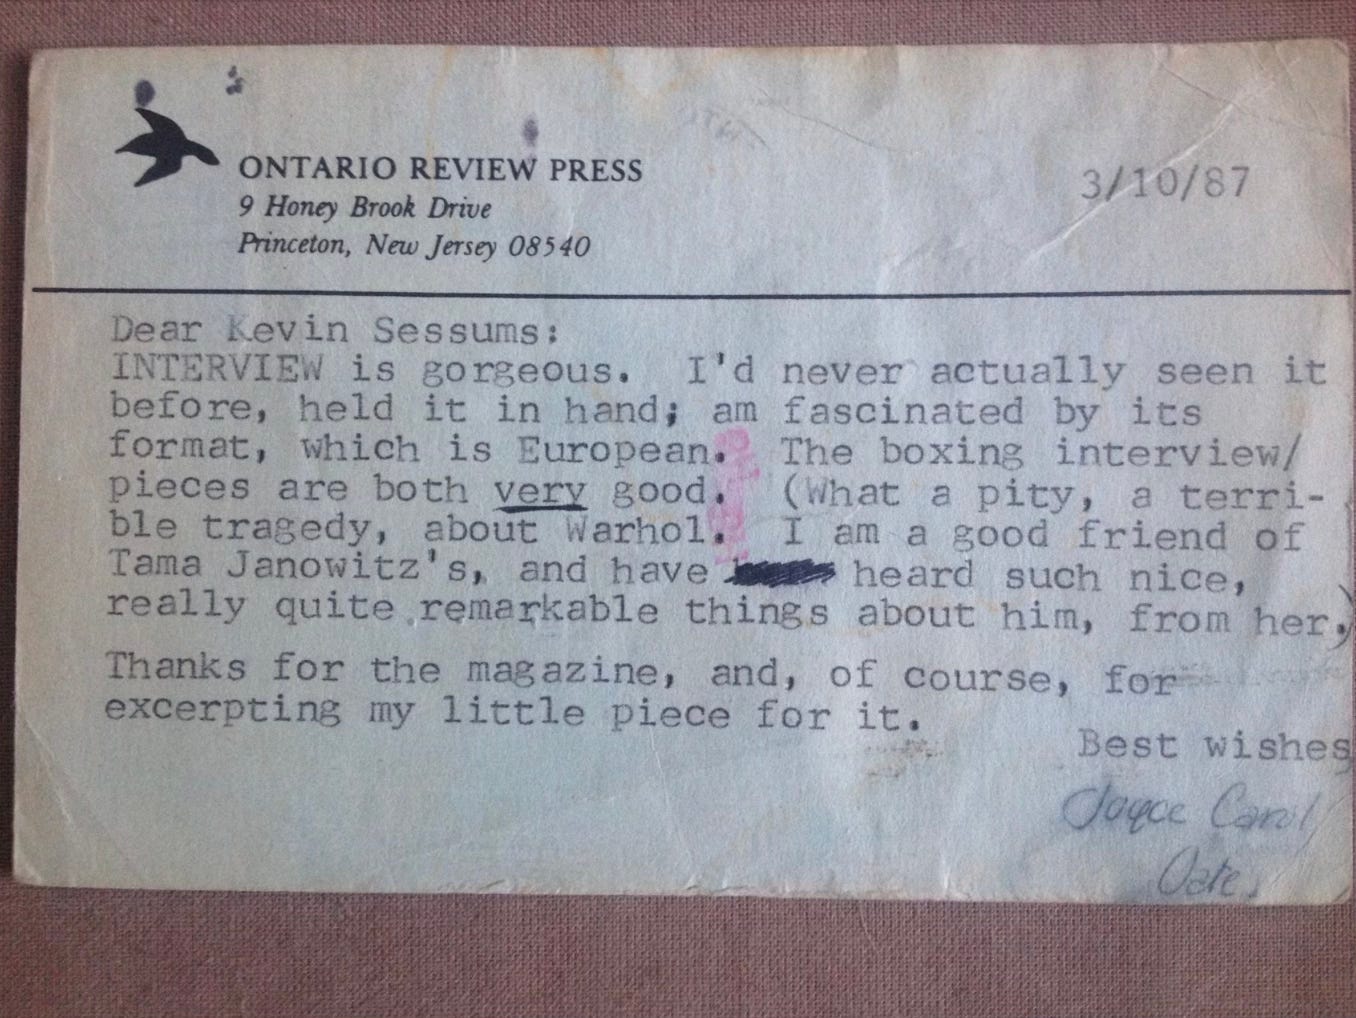 ONTARIO REVIEW PRESS
9 Honey Brook Drive
Princeton, New Jersey 08540
3/10/87
Dear Kevin Sessums:
INTERVIEW is gorgeous. I'd never actually seen it
before, held it in hand; am fascinated by its
format, which is European. The boxing interview/
pieces are both very good. (What a pity, a terri-
ble tragedy, about Warhol. I am a good friend of
Tama Janowitz's, and have heard such nice,
really quite remarkable things about him, from her.)
Thanks for the magazine, and, of course, for
excerpting my little piece for it.
Best wishes
Joyce Carol
Oates